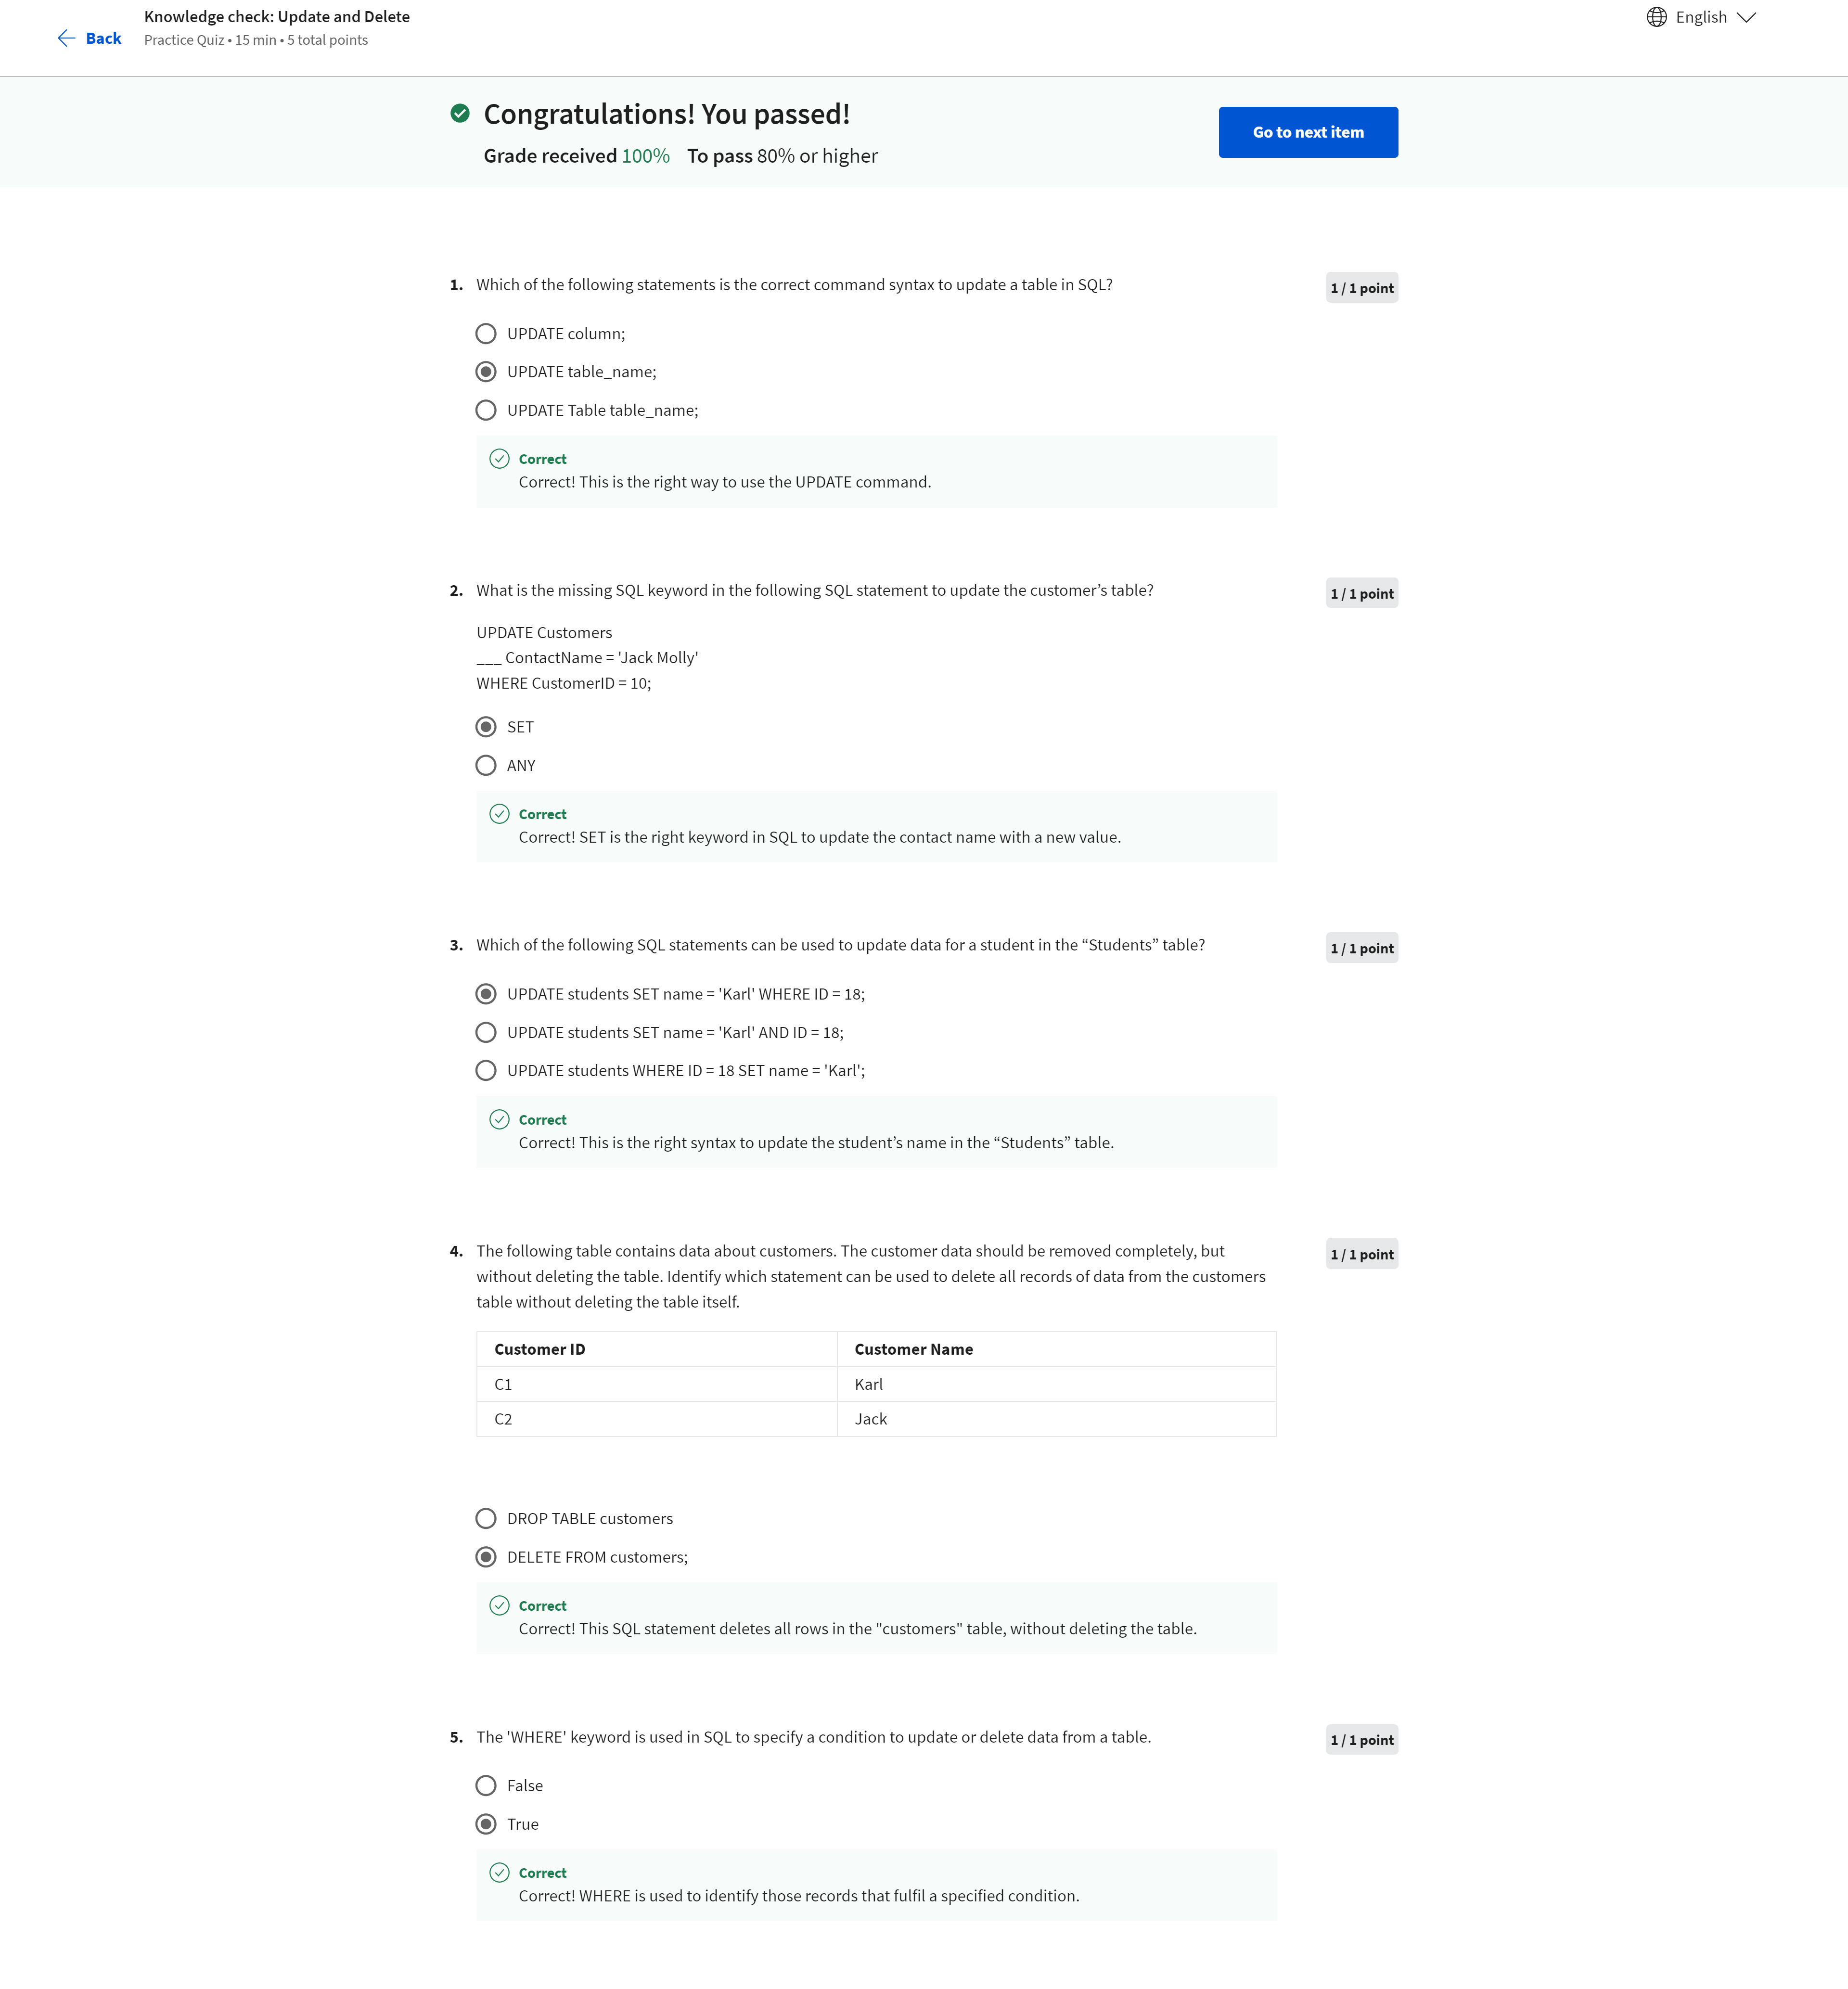 Knowledge check: Update and Delete
Back
Practice Quiz • 15 min • 5 total points
English
Congratulations! You passed!
Grade received 100% To pass 80% or higher
Go to next item
1. Which of the following statements is the correct command syntax to update a table in SQL?
1 / 1 point
UPDATE column;
UPDATE table_name;
UPDATE Table table_name;
Correct
Correct! This is the right way to use the UPDATE command.
2. What is the missing SQL keyword in the following SQL statement to update the customer’s table?
1 / 1 point
UPDATE Customers
___ ContactName = 'Jack Molly'
WHERE CustomerID = 10;
SET
ANY
Correct
Correct! SET is the right keyword in SQL to update the contact name with a new value.
3. Which of the following SQL statements can be used to update data for a student in the “Students” table?
1 / 1 point
UPDATE students SET name = 'Karl' WHERE ID = 18;
UPDATE students SET name = 'Karl' AND ID = 18;
UPDATE students WHERE ID = 18 SET name = 'Karl';
Correct
Correct! This is the right syntax to update the student’s name in the “Students” table.
4. The following table contains data about customers. The customer data should be removed completely, but
1 / 1 point
without deleting the table. Identify which statement can be used to delete all records of data from the customers
table without deleting the table itself.
Customer ID Customer Name
C1 Karl
C2 Jack
DROP TABLE customers
DELETE FROM customers;
Correct
Correct! This SQL statement deletes all rows in the "customers" table, without deleting the table.
5. The 'WHERE' keyword is used in SQL to specify a condition to update or delete data from a table.
1 / 1 point
False
True
Correct
Correct! WHERE is used to identify those records that fulfil a specified condition.